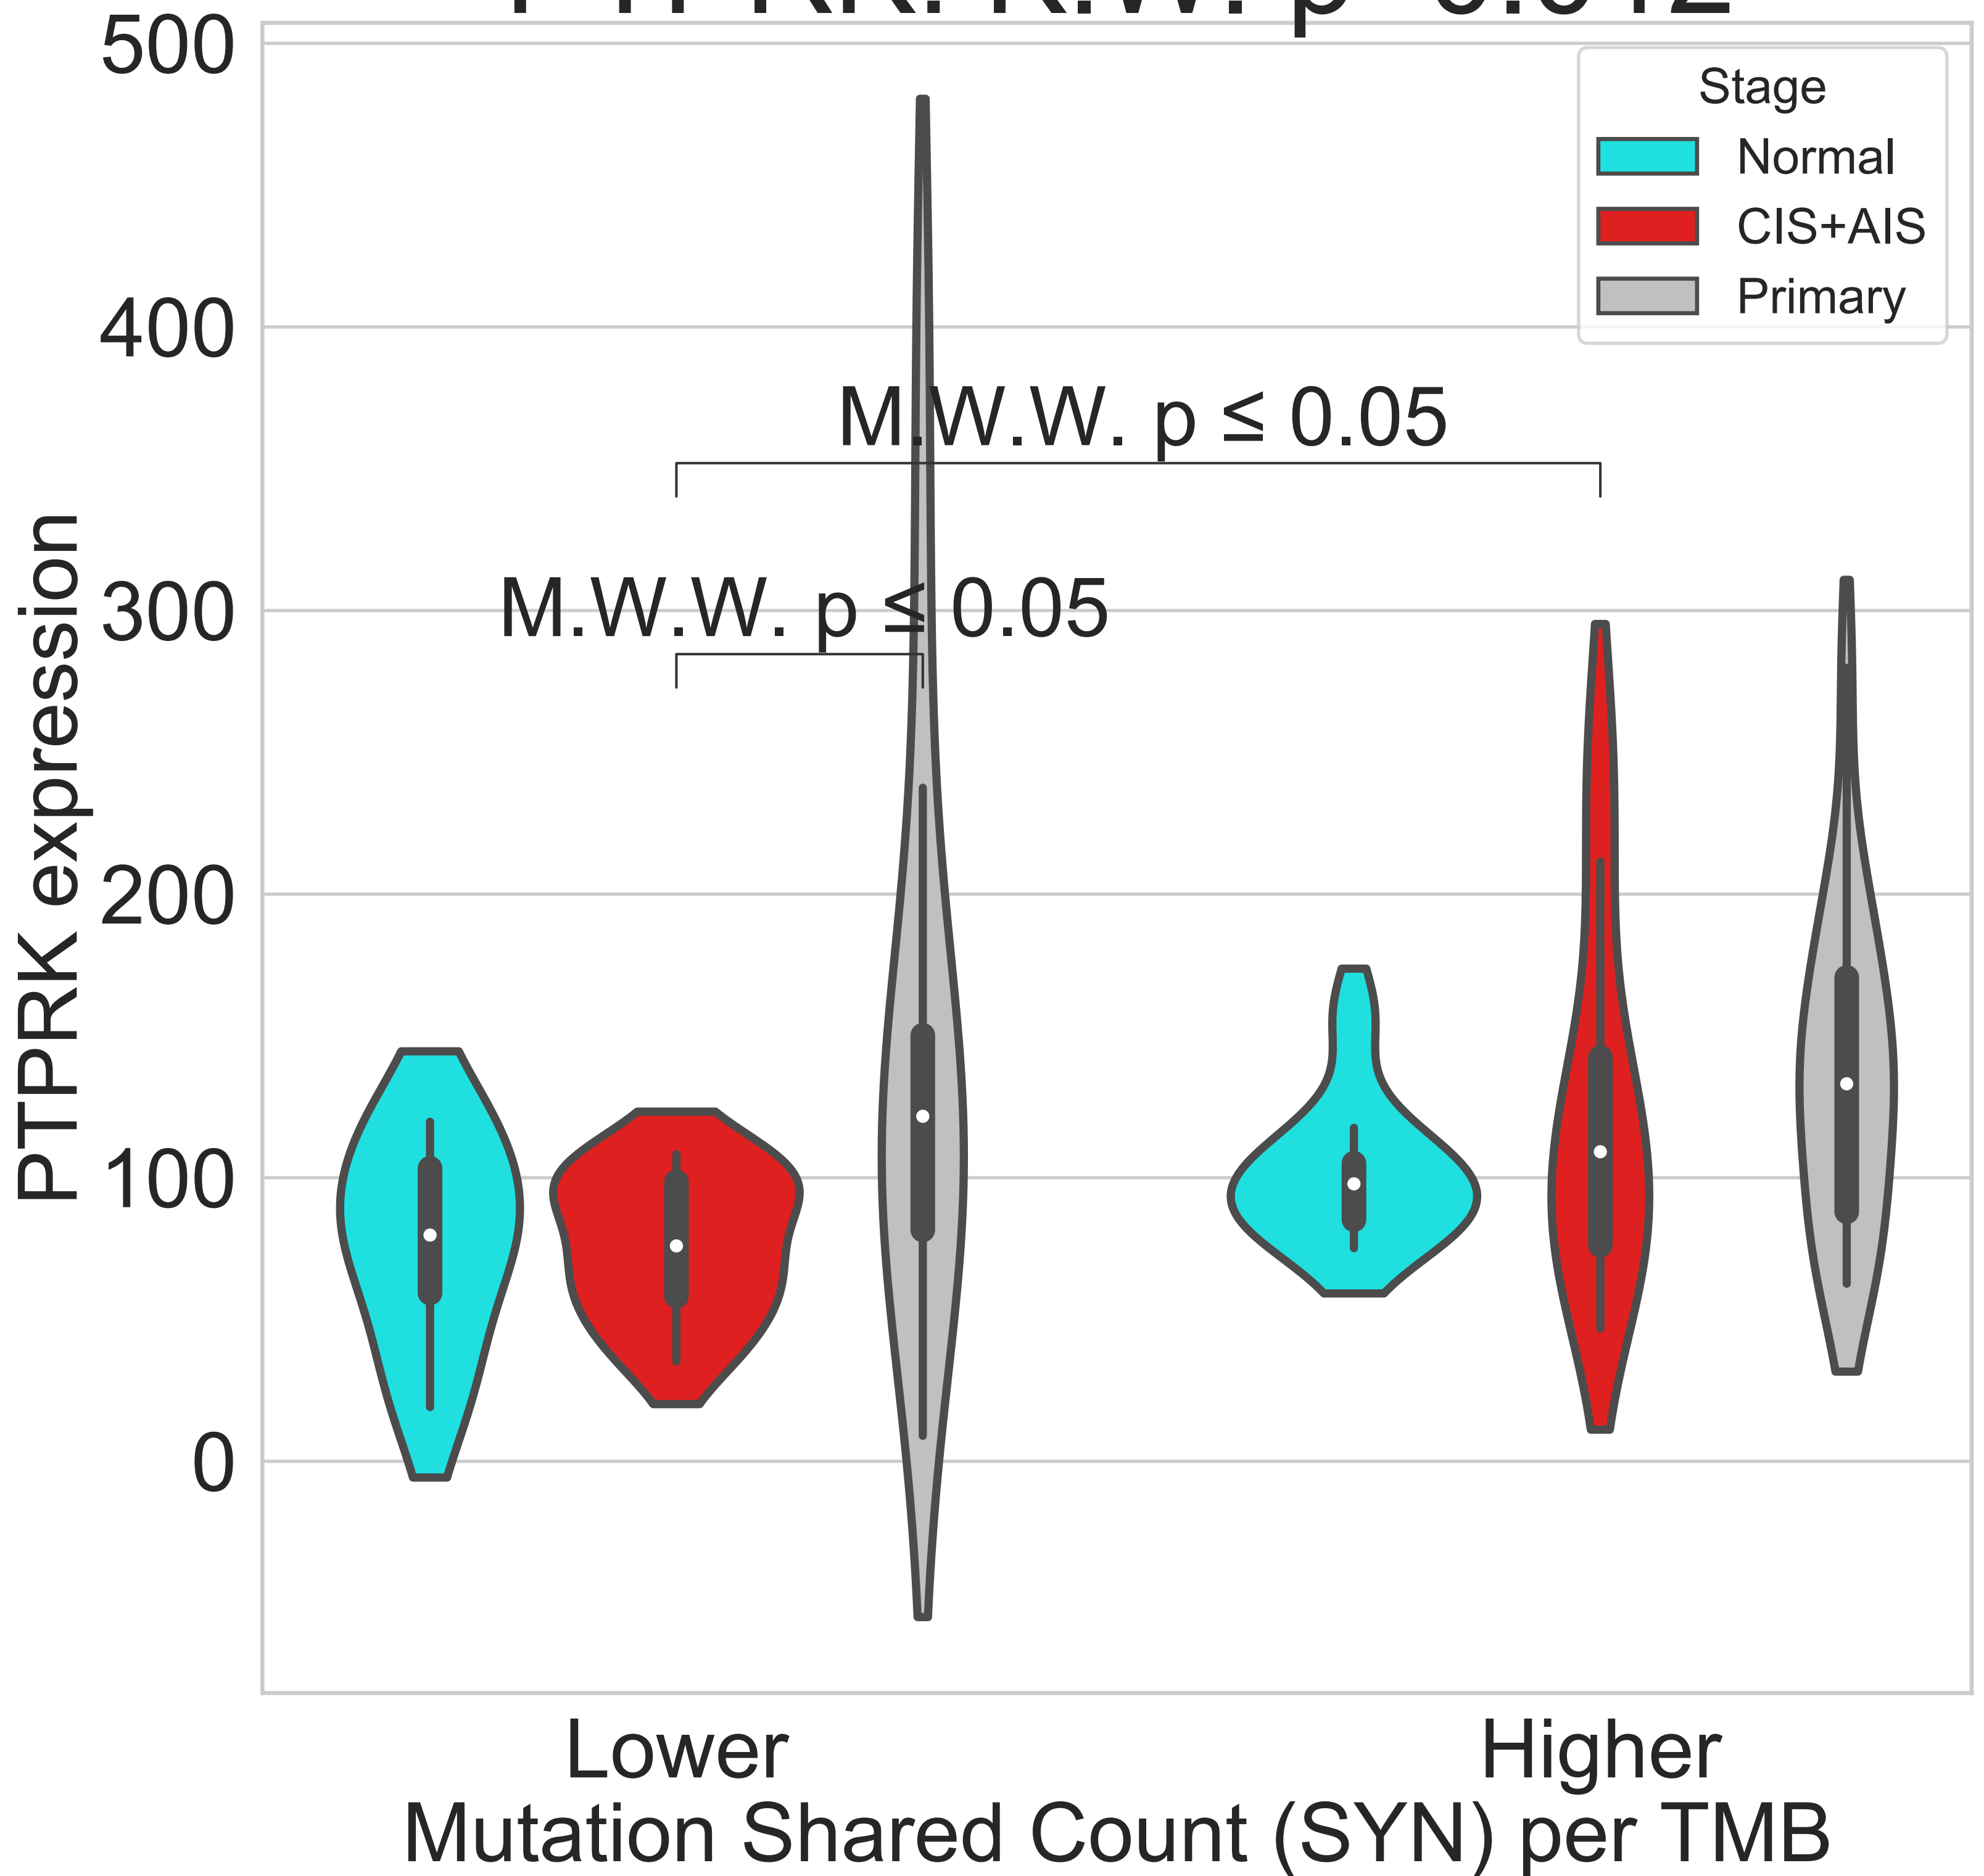 500
Stage
Normal
CIS+AIS
Primary
400
M.W.W. p ≤ 0.05
300
M.W.W. p ≤ 0.05
PTPRK expression
200
100
0
Lower
Higher
Mutation Shared Count (SYN) per TMB